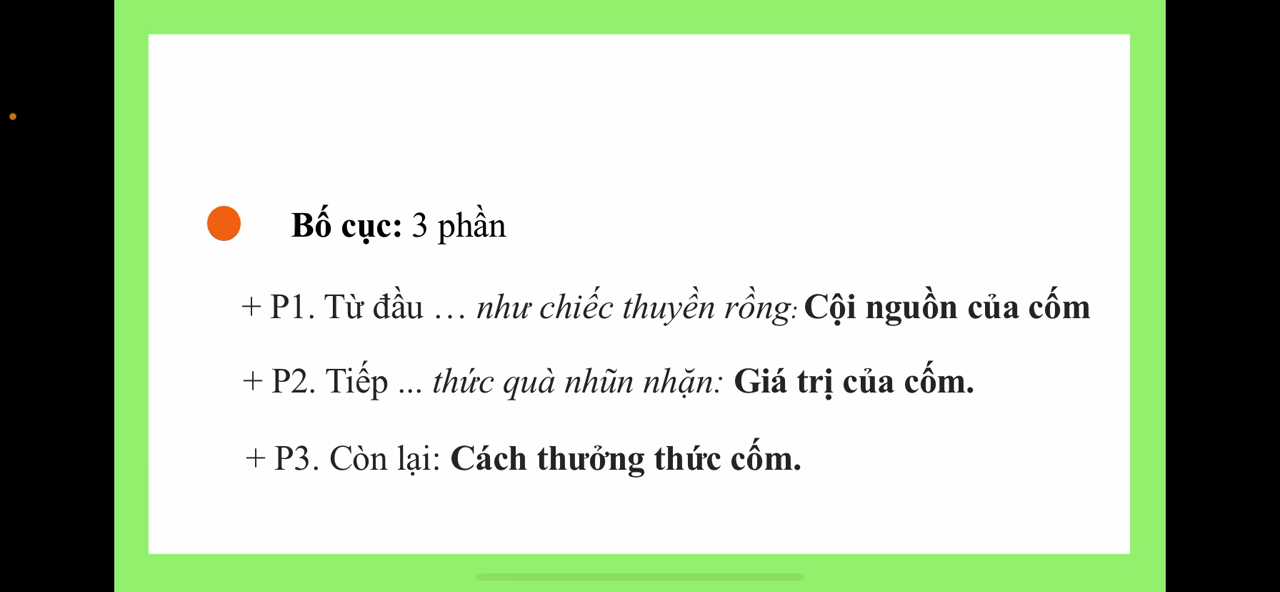 Bố cục: 3 phần
+ P1. Từ đầu … như chiếc thuyền rồng: Cội nguồn của cốm
+ P2. Tiếp ... thức quà nhũn nhặn: Giá trị của cốm.
+ P3. Còn lại: Cách thưởng thức cốm.